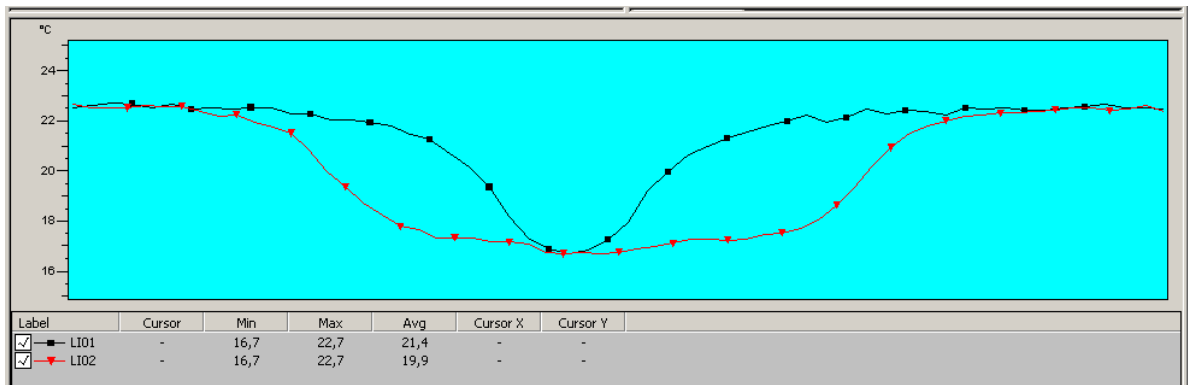 °C
24
22
20
18
16
Label Cursor Min Max Avg Cursor X Cursor Y
LI01 - 16,7 22,7 21,4 - -
LI02 - 16,7 22,7 19,9 - -